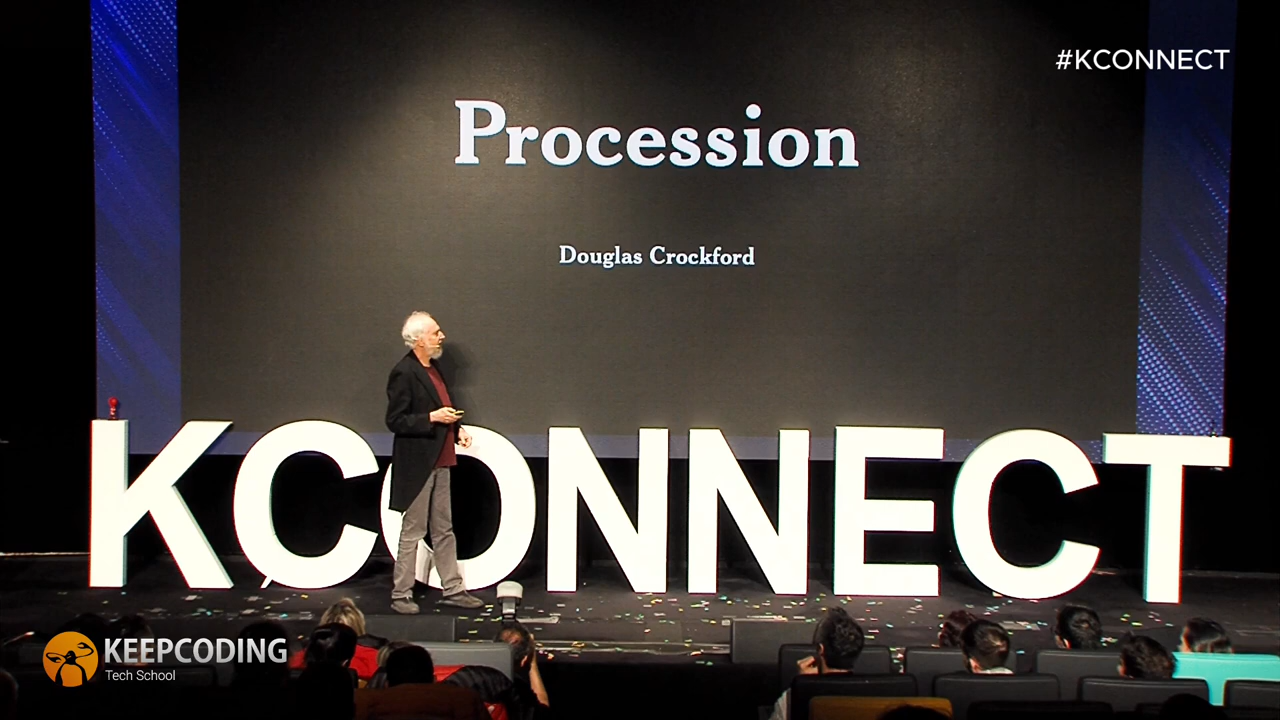 #KCONNECT
Procession
Douglas Crockford
KCONNECT
KEEPCODING
Tech School